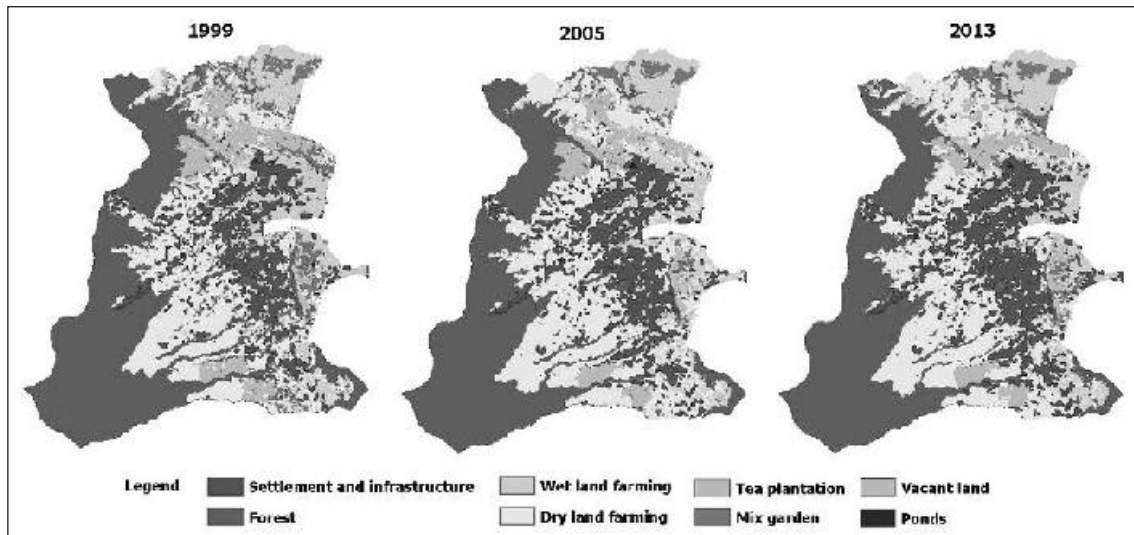 1999 2005 2013
Legend Settlement and infrastructure Wet land farming Tea plantation Vacant land
Forest Dry land farming Mix garden Ponds